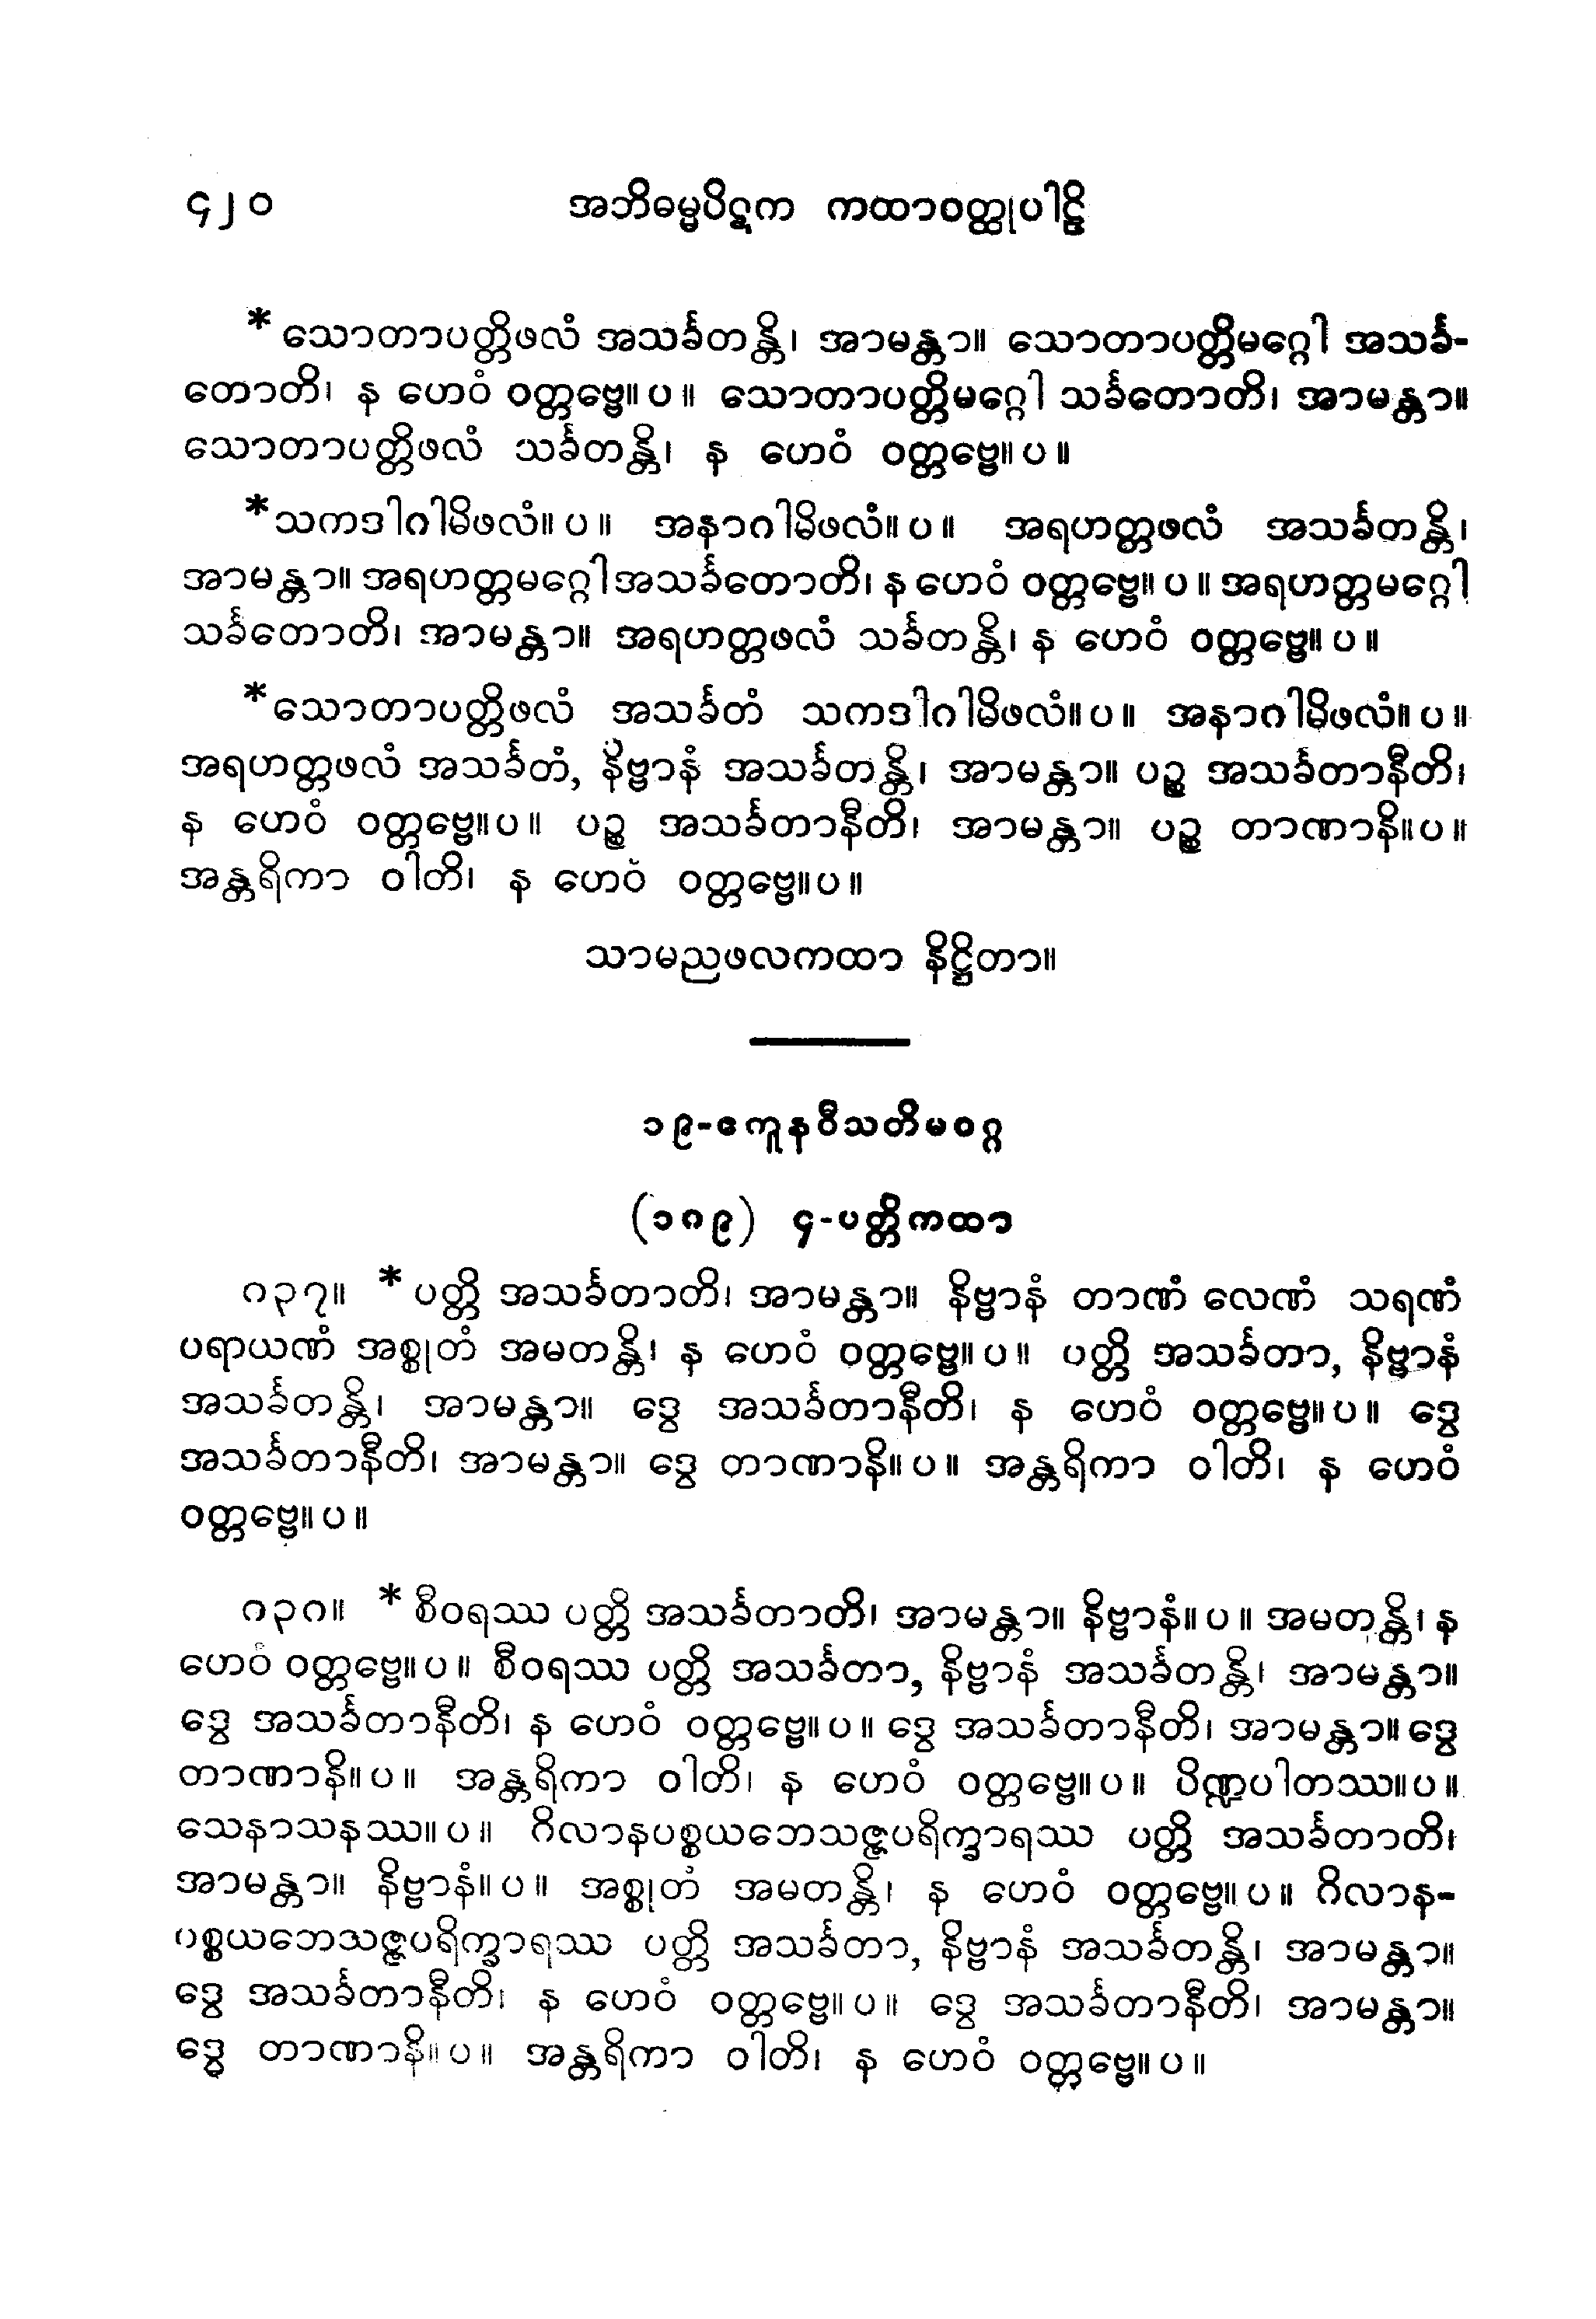 ၄၂၀ အဘိဓမ္မပိဋက ကထာဝတ္ထုပါဠိ
*သောတာပတ္တိဖလံ အသင်္ခတန္တိ၊ အာမန္တာ။ သောတာပတ္တိမဂ္ဂေါ အသင်္ခ-
တောတိ၊ န ဟေဝံ ဝတ္တဗ္ဗေ။ ပ ။ သောတာပတ္တိမဂ္ဂေါ သင်္ခတောတိ၊ အာမန္တာ။
သောတာပတ္တိဖလံ သင်္ခတန္တိ၊ န ဟေဝံ ဝတ္တဗ္ဗေ။ ပ ။
*သကဒါဂါမိဖလံ။ ပ ။ အနာဂါမိဖလံ။ ပ ။ အရဟတ္တဖလံ အသင်္ခတန္တိ၊
အာမန္တာ။ အရဟတ္တမဂ္ဂေါ အသင်္ခတောတိ၊ န ဟေဝံ ဝတ္တဗ္ဗေ။ ပ ။ အရဟတ္တမဂ္ဂေါ
သင်္ခတောတိ၊ အာမန္တာ။ အရဟတ္တဖလံ သင်္ခတန္တိ၊ န ဟေဝံ ဝတ္တဗ္ဗေ။ ပ ။
*သောတာပတ္တိဖလံ အသင်္ခတံ သကဒါဂါမိဖလံ။ ပ ။ အနာဂါမိဖလံ။ ပ ။
အရဟတ္တဖလံ အသင်္ခတံ, နိဗ္ဗာနံ အသင်္ခတန္တိ၊ အာမန္တာ။ ပဉ္စ အသင်္ခတာနီတိ၊
န ဟေဝံ ဝတ္တဗ္ဗေ။ ပ ။ ပဉ္စ အသင်္ခတာနီတိ၊ အာမန္တာ။ ပဉ္စ တာဏာနိ။ ပ ။
အန္တရိကာ ဝါတိ၊ န ဟေဝံ ဝတ္တဗ္ဗေ။ ပ ။
သာမညဖလကထာ နိဋ္ဌိတာ။
၁၉-ဧကူနဝီသတိမဝဂ္ဂ
(၁၈၉) ၄-ပတ္တိကထာ
၈၃၇။ *ပတ္တိ အသင်္ခတာတိ၊ အာမန္တာ။ နိဗ္ဗာနံ တာဏံ လေဏံ သရဏံ
ပရာယဏံ အစ္စုတံ အမတန္တိ၊ န ဟေဝံ ဝတ္တဗ္ဗေ။ ပ ။ ပတ္တိ အသင်္ခတာ, နိဗ္ဗာနံ
အသင်္ခတန္တိ၊ အာမန္တာ။ ဒွေ အသင်္ခတာနီတိ၊ န ဟေဝံ ဝတ္တဗ္ဗေ။ ပ ။ ဒွေ
အသင်္ခတာနီတိ၊ အာမန္တာ။ ဒွေ တာဏာနိ။ ပ ။ အန္တရိကာ ဝါတိ၊ န ဟေဝံ
ဝတ္တဗ္ဗေ။ ပ ။
၈၃၈။ *စီဝရဿ ပတ္တိ အသင်္ခတာတိ၊ အာမန္တာ။ နိဗ္ဗာနံ။ ပ ။ အမတန္တိ၊ န
ဟေဝံ ဝတ္တဗ္ဗေ။ ပ ။ စီဝရဿ ပတ္တိ အသင်္ခတာ, နိဗ္ဗာနံ အသင်္ခတန္တိ၊ အာမန္တာ။
ဒွေ အသင်္ခတာနီတိ၊ န ဟေဝံ ဝတ္တဗ္ဗေ။ ပ ။ ဒွေ အသင်္ခတာနီတိ၊ အာမန္တာ။ ဒွေ
တာဏာနိ။ ပ ။ အန္တရိကာ ဝါတိ၊ န ဟေဝံ ဝတ္တဗ္ဗေ။ ပ ။ ပိဏ္ဍပါတဿ။ ပ ။
သေနာသနဿ။ ပ ။ ဂိလာနပစ္စယဘေသဇ္ဇပရိက္ခာရဿ ပတ္တိ အသင်္ခတာတိ၊
အာမန္တာ။ နိဗ္ဗာနံ။ ပ ။ အစ္စုတံ အမတန္တိ၊ န ဟေဝံ ဝတ္တဗ္ဗေ။ ပ ။ ဂိလာန-
ပစ္စယဘေသဇ္ဇပရိက္ခာရဿ ပတ္တိ အသင်္ခတာ, နိဗ္ဗာနံ အသင်္ခတန္တိ၊ အာမန္တာ။
ဒွေ အသင်္ခတာနီတိ၊ န ဟေဝံ ဝတ္တဗ္ဗေ။ ပ ။ ဒွေ အသင်္ခတာနီတိ၊ အာမန္တာ။
ဒွေ တာဏာနိ။ ပ ။ အန္တရိကာ ဝါတိ၊ န ဟေဝံ ဝတ္တဗ္ဗေ။ ပ ။